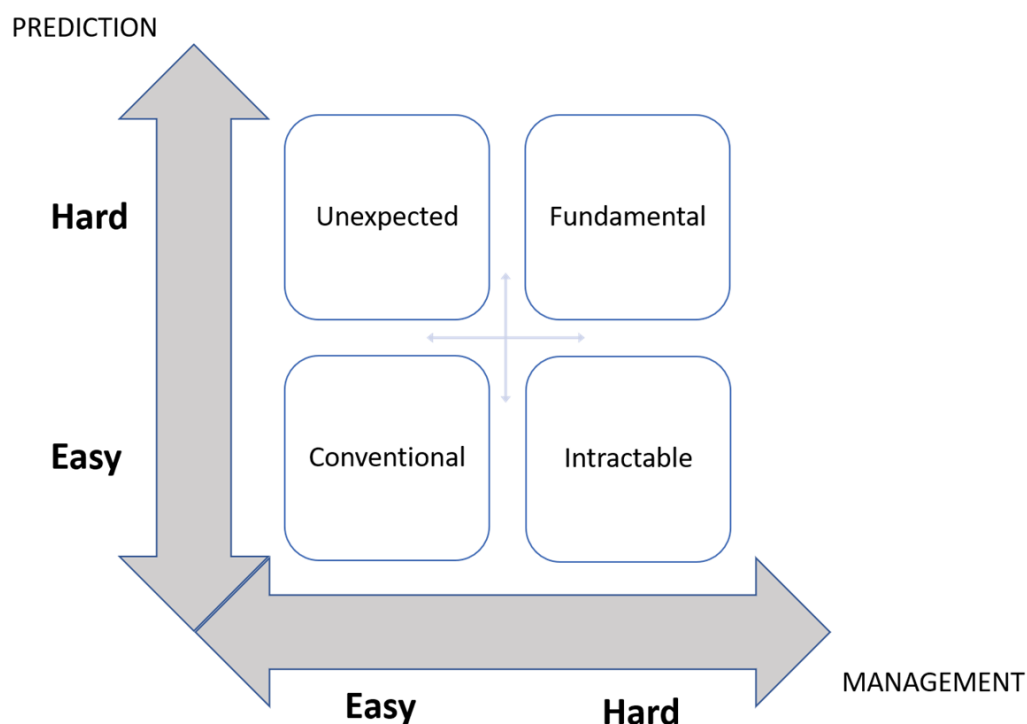 PREDICTION
Hard
Unexpected
Fundamental
Easy
Conventional
Intractable
MANAGEMENT
Easy
Hard